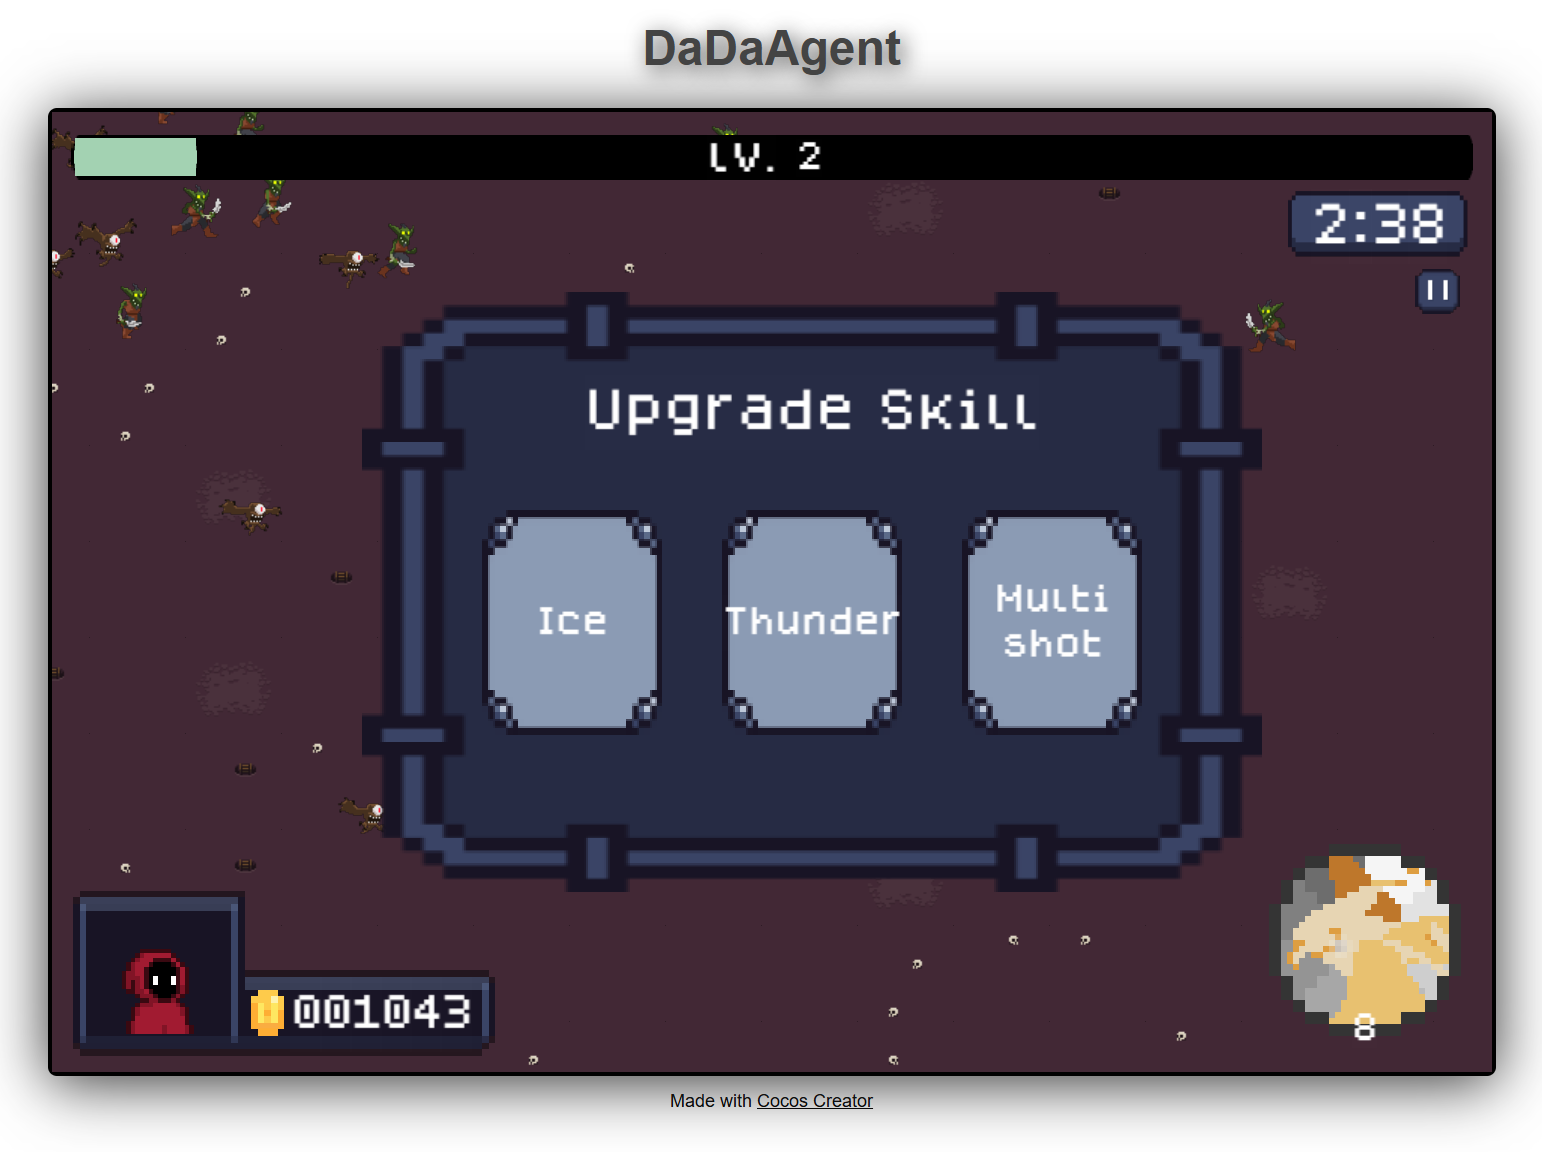 DaDaAgent
LV. 2
2:38
Upgrade Skill
Ice
Thunder
Multi
shot
001043
8
Made with Cocos Creator